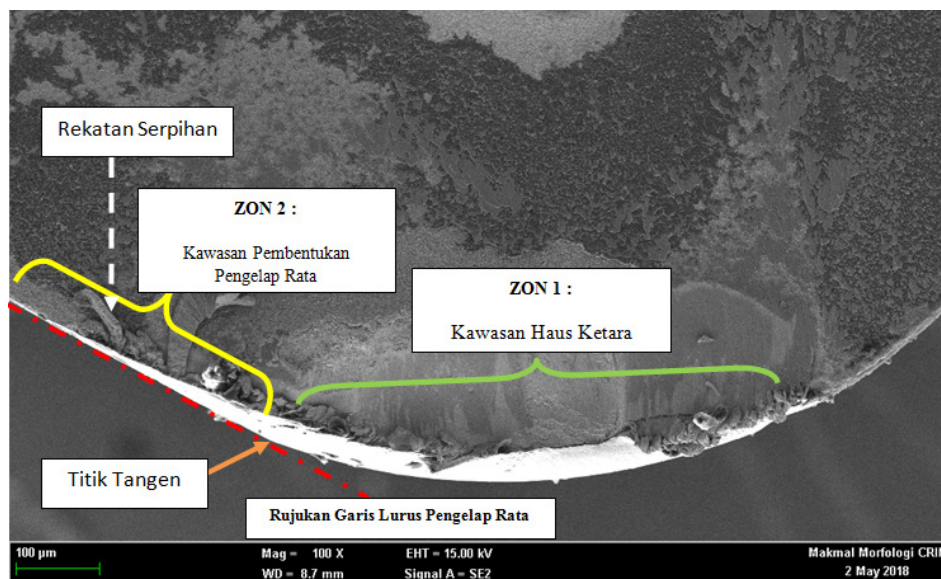 Rekatan Serpihan
ZON 2 :
Kawasan Pembentukan
Pengelap Rata
ZON 1 :
Kawasan Haus Ketara
Titik Tangen
Rujukan Garis Lurus Pengelap Rata
100 µm
Mag = 100 X
EHT = 15.00 kV
Makmal Morfologi CRIM
WD = 8.7 mm
Signal A = SE2
2 May 2018